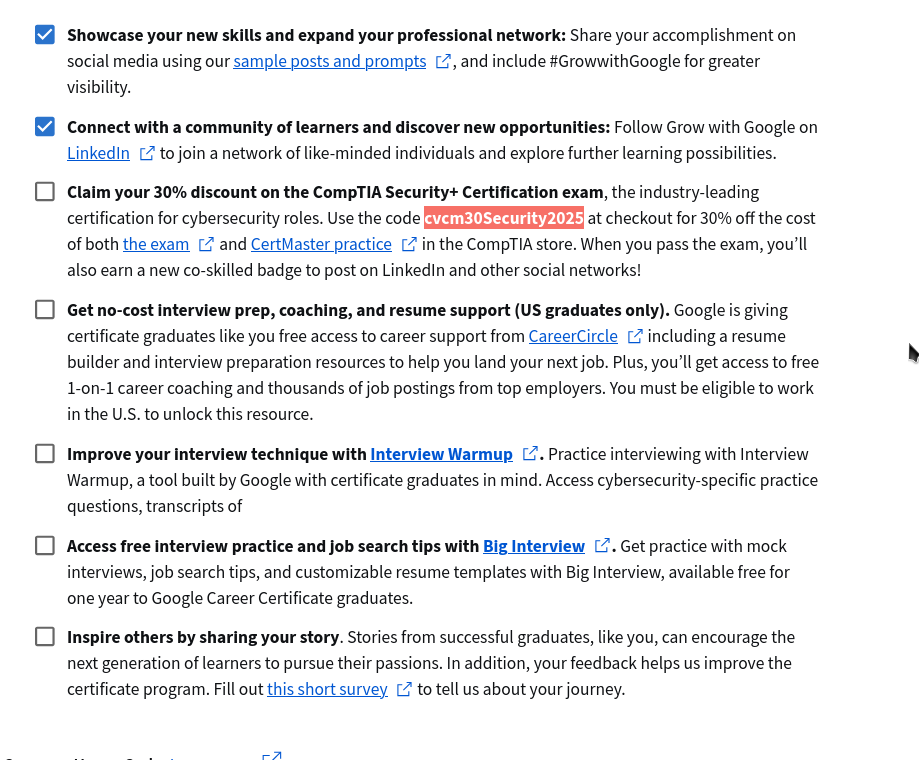 Showcase your new skills and expand your professional network: Share your accomplishment on
social media using our sample posts and prompts , and include #GrowwithGoogle for greater
visibility.
Connect with a community of learners and discover new opportunities: Follow Grow with Google on
LinkedIn to join a network of like-minded individuals and explore further learning possibilities.
Claim your 30% discount on the CompTIA Security+ Certification exam, the industry-leading
certification for cybersecurity roles. Use the code cvcm30Security2025 at checkout for 30% off the cost
of both the exam and CertMaster practice in the CompTIA store. When you pass the exam, you’ll
also earn a new co-skilled badge to post on LinkedIn and other social networks!
Get no-cost interview prep, coaching, and resume support (US graduates only). Google is giving
certificate graduates like you free access to career support from CareerCircle including a resume
builder and interview preparation resources to help you land your next job. Plus, you’ll get access to free
1-on-1 career coaching and thousands of job postings from top employers. You must be eligible to work
in the U.S. to unlock this resource.
Improve your interview technique with Interview Warmup . Practice interviewing with Interview
Warmup, a tool built by Google with certificate graduates in mind. Access cybersecurity-specific practice
questions, transcripts of
Access free interview practice and job search tips with Big Interview . Get practice with mock
interviews, job search tips, and customizable resume templates with Big Interview, available free for
one year to Google Career Certificate graduates.
Inspire others by sharing your story. Stories from successful graduates, like you, can encourage the
next generation of learners to pursue their passions. In addition, your feedback helps us improve the
certificate program. Fill out this short survey to tell us about your journey.